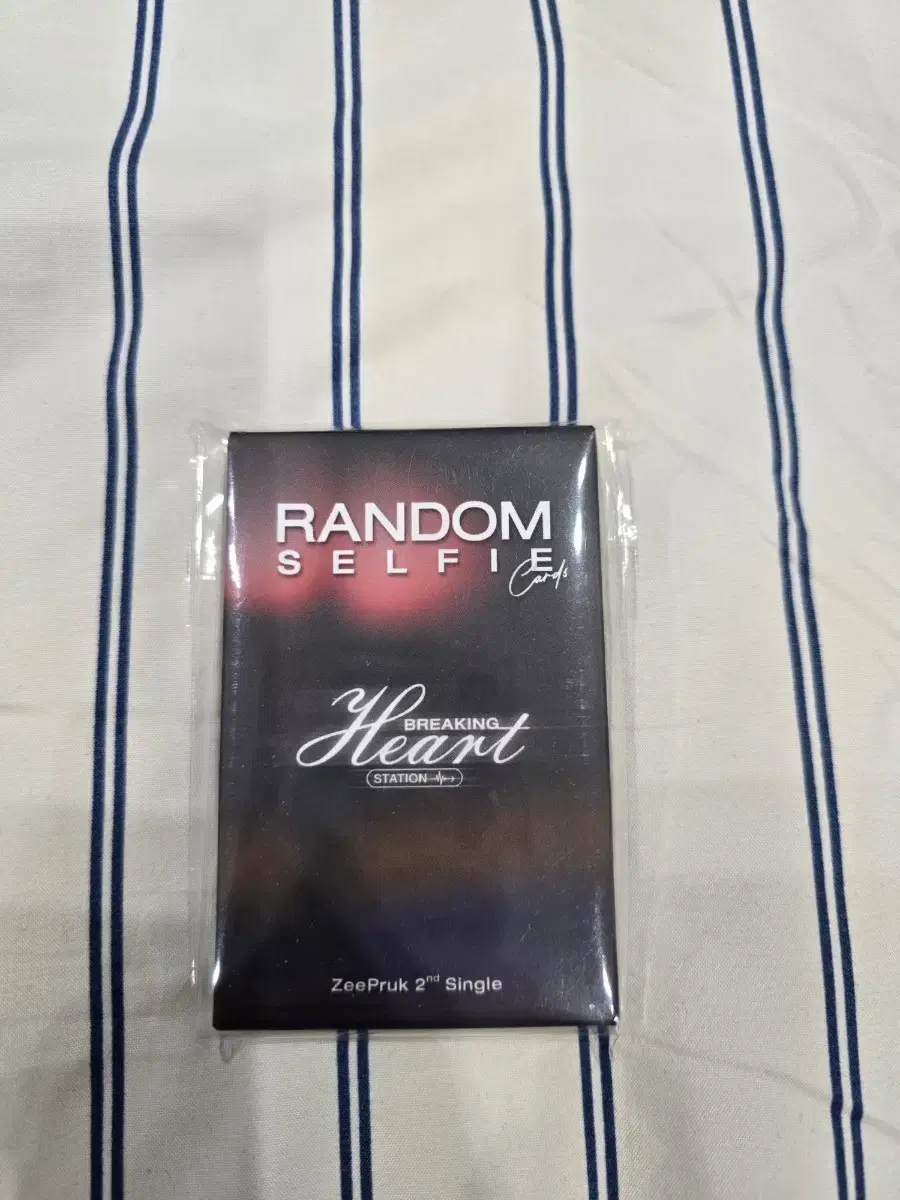 RANDOM
SELFIE
Cards
BREAKING
Heart
STATION
ZeePruk 2nd Single